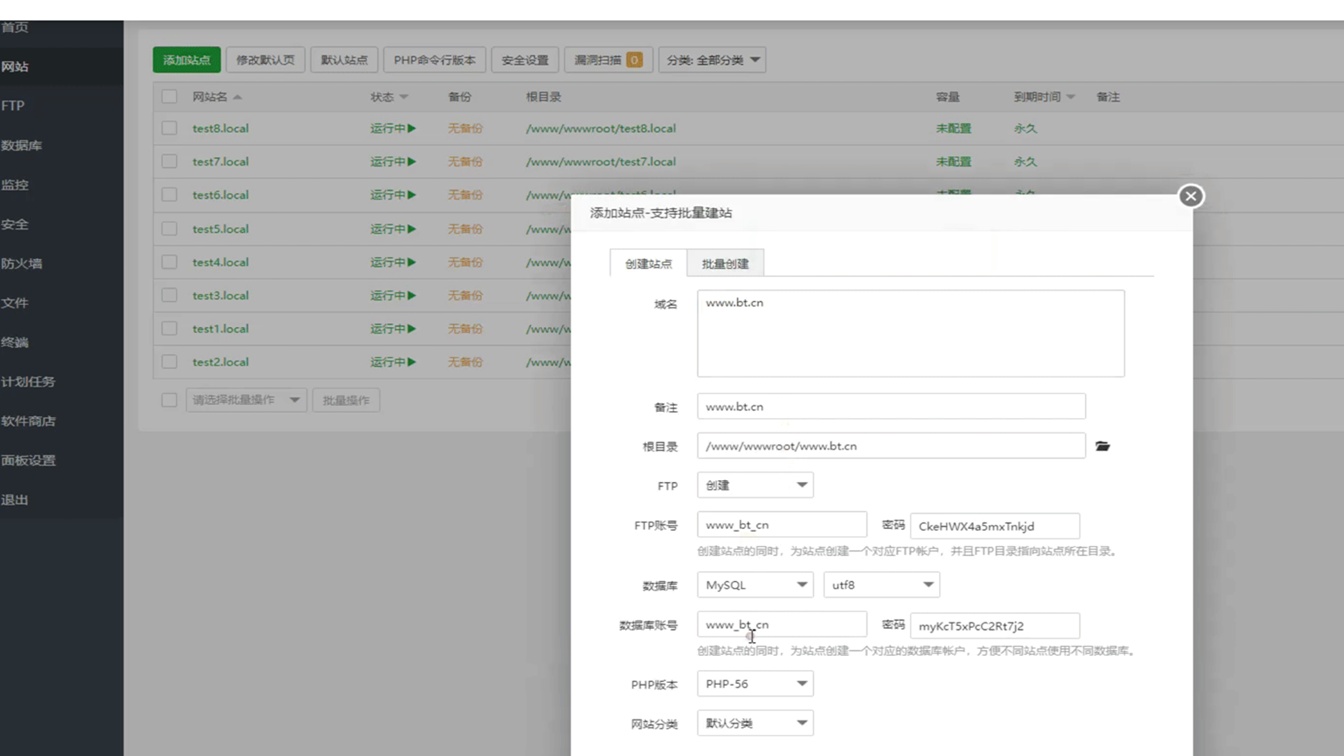 首页
网站
FTP
数据库
监控
安全
防火墙
文件
终端
计划任务
软件商店
面板设置
退出
添加站点 修改默认页 默认站点 PHP命令行版本 安全设置 漏洞扫描 0 分类: 全部分类
网站名 状态 备份 根目录 容量 到期时间 备注
test8.local 运行中 无备份 /www/wwwroot/test8.local 未配置 永久
test7.local 运行中 无备份 /www/wwwroot/test7.local 未配置 永久
test6.local 运行中 无备份 /www/wwwroot/test6.local 未配置 永久
test5.local 运行中 无备份 /www/w
test4.local 运行中 无备份 /www/w
test3.local 运行中 无备份 /www/w
test1.local 运行中 无备份 /www/w
test2.local 运行中 无备份 /www/w
请选择批量操作 批量操作
添加站点-支持批量建站
创建站点 批量创建
域名 www.bt.cn
备注 www.bt.cn
根目录 /www/wwwroot/www.bt.cn
FTP 创建
FTP账号 www_bt_cn 密码 CkeHWX4a5mxTnkjd
创建站点的同时，为站点创建一个对应FTP帐户，并且FTP目录指向站点所在目录。
数据库 MySQL utf8
数据库账号 www_bt_cn 密码 myKcT5xPcC2Rt7j2
创建站点的同时，为站点创建一个对应的数据库帐户，方便不同站点使用不同数据库。
PHP版本 PHP-56
网站分类 默认分类